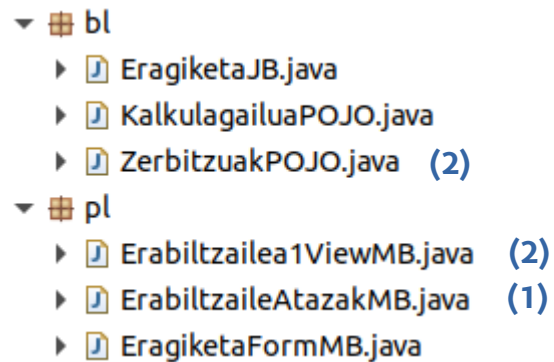 bl
EragiketaJB.java
KalkulagailuaPOJO.java
ZerbitzuakPOJO.java (2)
pl
Erabiltzailea1ViewMB.java (2)
ErabiltzaileAtazakMB.java (1)
EragiketaFormMB.java